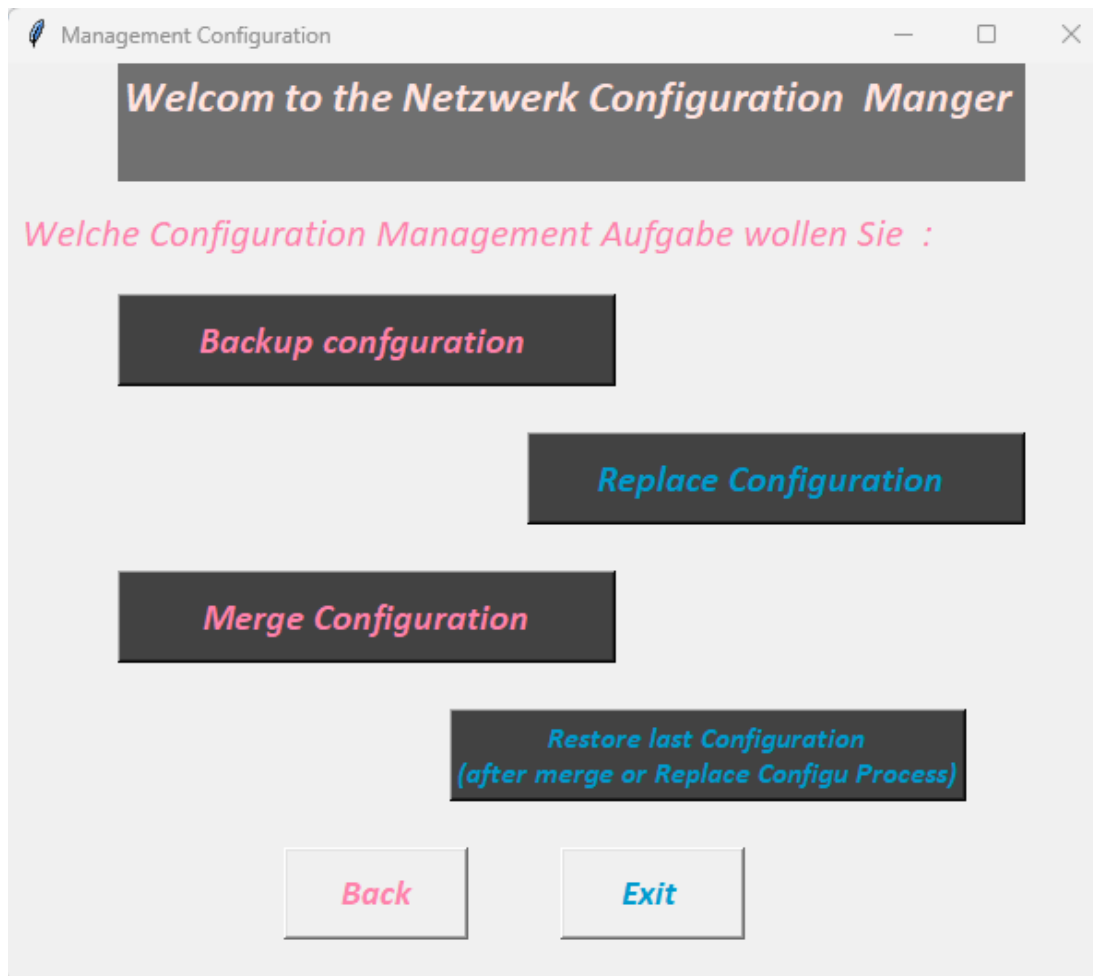 Management Configuration
Welcom to the Netzwerk Configuration  Manger
Welche Configuration Management Aufgabe wollen Sie  :
Backup confguration
Replace Configuration
Merge Configuration
Restore last Configuration
(after merge or Replace Configu Process)
Back
Exit